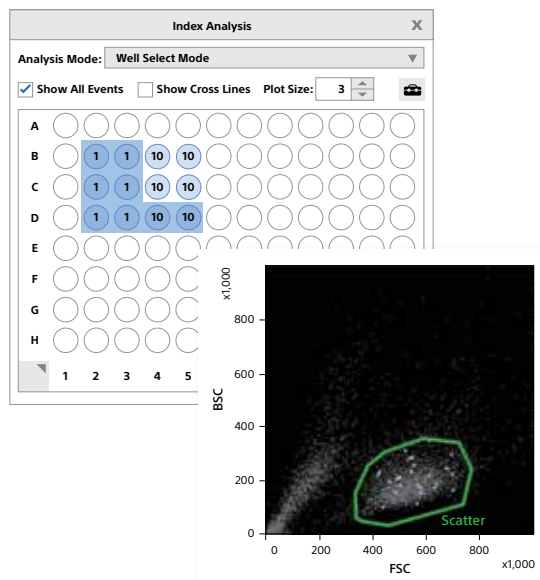 Index Analysis X
Analysis Mode: Well Select Mode
Show All Events Show Cross Lines Plot Size: 3
A
B 1 1 10 10
C 1 1 10 10
D 1 1 10 10
E
F
G
H
1 2 3 4 5
x1,000
800
600
400
200
0
BSC
Scatter
0 200 400 600 800
x1,000
FSC